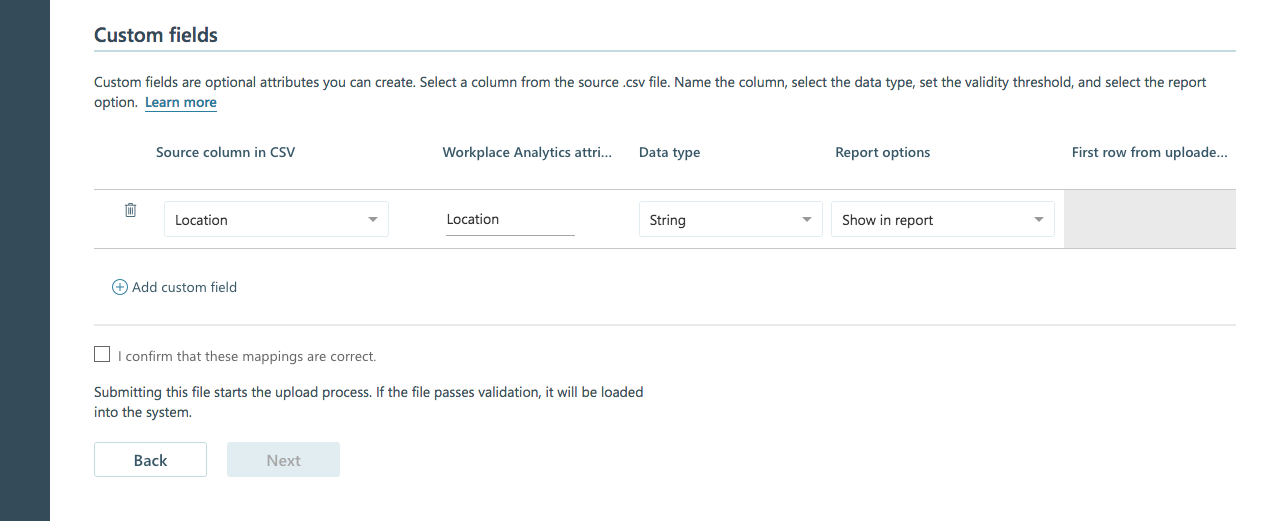 Custom fields
Custom fields are optional attributes you can create. Select a column from the source .csv file. Name the column, select the data type, set the validity threshold, and select the report
option. Learn more
Source column in CSV Workplace Analytics attri... Data type Report options First row from uploade...
Location Location String Show in report
Add custom field
I confirm that these mappings are correct.
Submitting this file starts the upload process. If the file passes validation, it will be loaded
into the system.
Back Next